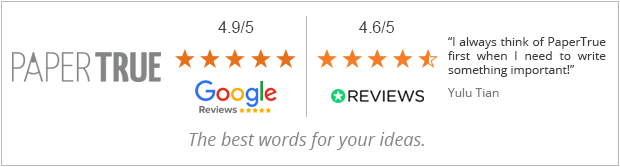 PAPERTRUE
4.9/5
Google
Reviews
4.6/5
REVIEWS
“I always think of PaperTrue
first when I need to write
something important!”
Yulu Tian
The best words for your ideas.